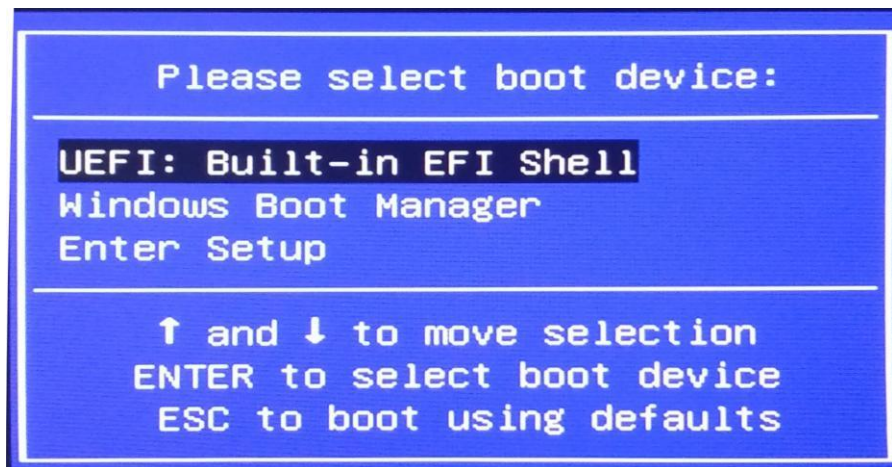 Please select boot device:
UEFI: Built-in EFI Shell
Windows Boot Manager
Enter Setup
↑ and ↓ to move selection
ENTER to select boot device
ESC to boot using defaults